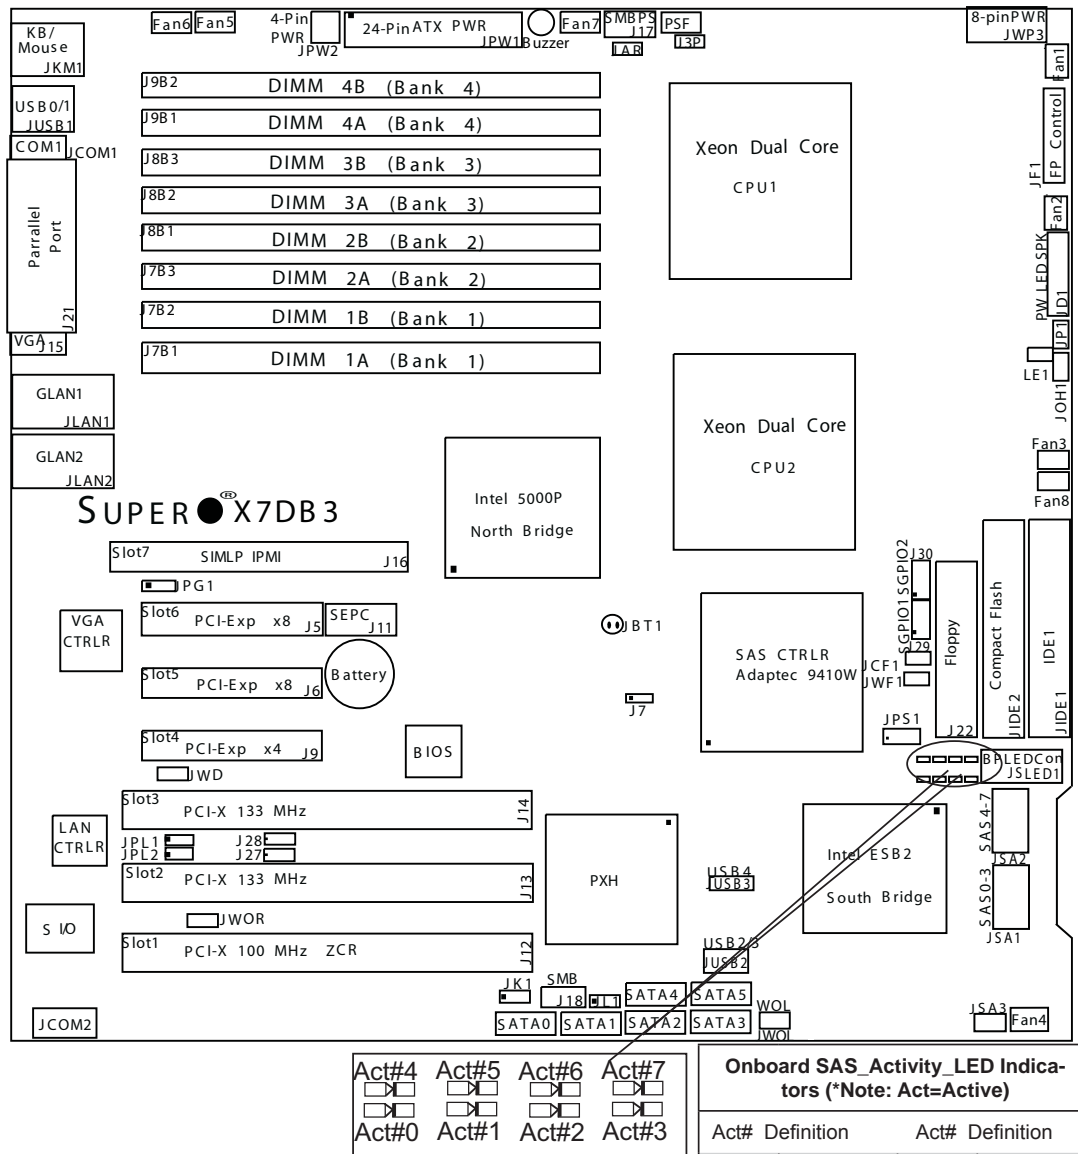 KB/
Mouse
JKM1
Fan6
Fan5
4-Pin
PWR
JPW2
24-Pin ATX PWR
JPW1
Buzzer
Fan7
SMBPS
J17
JAR
PSF
J3P
8-pinPWR
JWP3
Fan1
USB0/1
JUSB1
COM1
JCOM1
Parrallel
Port
J21
VGA
J15
GLAN1
JLAN1
GLAN2
JLAN2
J9B2
DIMM 4B (Bank 4)
J9B1
DIMM 4A (Bank 4)
J8B3
DIMM 3B (Bank 3)
J8B2
DIMM 3A (Bank 3)
J8B1
DIMM 2B (Bank 2)
J7B3
DIMM 2A (Bank 2)
J7B2
DIMM 1B (Bank 1)
J7B1
DIMM 1A (Bank 1)
Xeon Dual Core
CPU1
Xeon Dual Core
CPU2
FP Control
JF1
Fan2
PW LED SPK
JD1
JP1
LE1
JOH1
Fan3
Fan8
SUPER ● ® X7DB3
Intel 5000P
North Bridge
Slot7
SIMLP IPMI
J16
JPG1
VGA
CTRLR
Slot6
PCI-Exp x8
J5
SEPC
J11
Slot5
PCI-Exp x8
J6
Battery
Slot4
PCI-Exp x4
J9
BIOS
JWD
JBT1
J7
SAS CTRLR
Adaptec 9410W
SGPIO2
J30
SGPIO1
J29
JCF1
JWF1
JPS1
Floppy
J22
Compact Flash
JIDE2
IDE1
JIDE1
BPLEDCon
JSLED1
Slot3
PCI-X 133 MHz
J14
LAN
CTRLR
JPL1
JPL2
J28
J27
Slot2
PCI-X 133 MHz
J13
JWOR
S I/O
Slot1
PCI-X 100 MHz ZCR
J12
JCOM2
PXH
Intel ESB2
South Bridge
USB4
JUSB3
USB2/3
JUSB2
SAS4-7
JSA2
SAS0-3
JSA1
JSA3
Fan4
JK1
SMB
J18
JL1
SATA0
SATA1
SATA4
SATA2
SATA5
SATA3
WOL
JWOL
Act#4
Act#5
Act#6
Act#7
Act#0
Act#1
Act#2
Act#3
Onboard SAS_Activity_LED Indica-
tors (*Note: Act=Active)
Act# Definition
Act# Definition